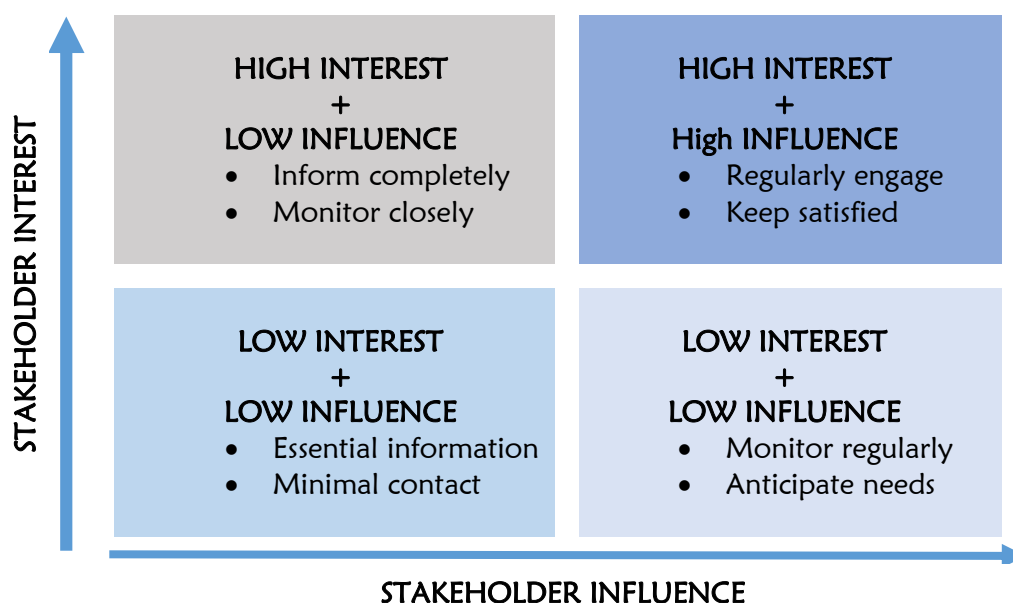 STAKEHOLDER INTEREST
HIGH INTEREST
+
LOW INFLUENCE
• Inform completely
• Monitor closely
HIGH INTEREST
+
High INFLUENCE
• Regularly engage
• Keep satisfied
LOW INTEREST
+
LOW INFLUENCE
• Essential information
• Minimal contact
LOW INTEREST
+
LOW INFLUENCE
• Monitor regularly
• Anticipate needs
STAKEHOLDER INFLUENCE